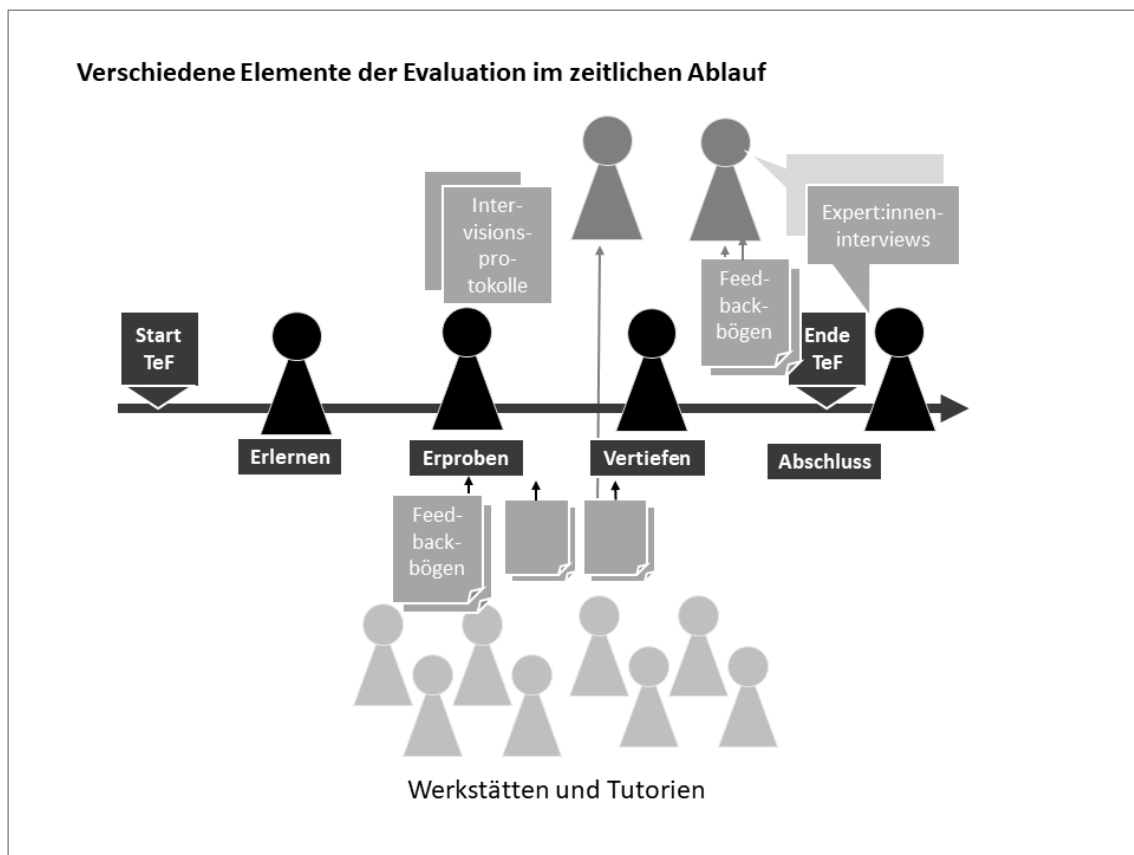 Verschiedene Elemente der Evaluation im zeitlichen Ablauf
Inter-
visions-
pro-
tokolle
Expert:innen-
interviews
Feed-
back-
bögen
Start
TeF
Ende
TeF
Erlernen
Erproben
Vertiefen
Abschluss
Feed-
back-
bögen
Werkstätten und Tutorien